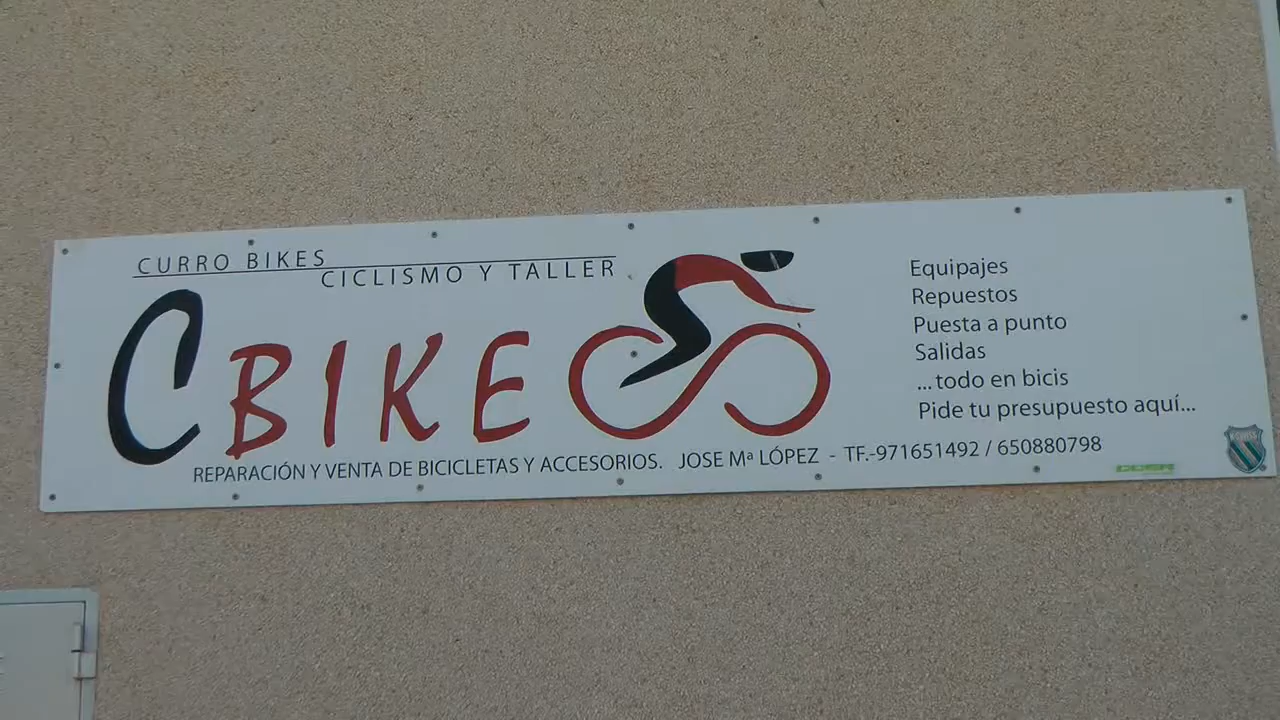 CURRO BIKES
CICLISMO Y TALLER
CBIKE
Equipajes
Repuestos
Puesta a punto
Salidas
...todo en bicis
Pide tu presupuesto aquí...
REPARACIÓN Y VENTA DE BICICLETAS Y ACCESORIOS. JOSE Mª LÓPEZ - TF.-971651492 / 650880798